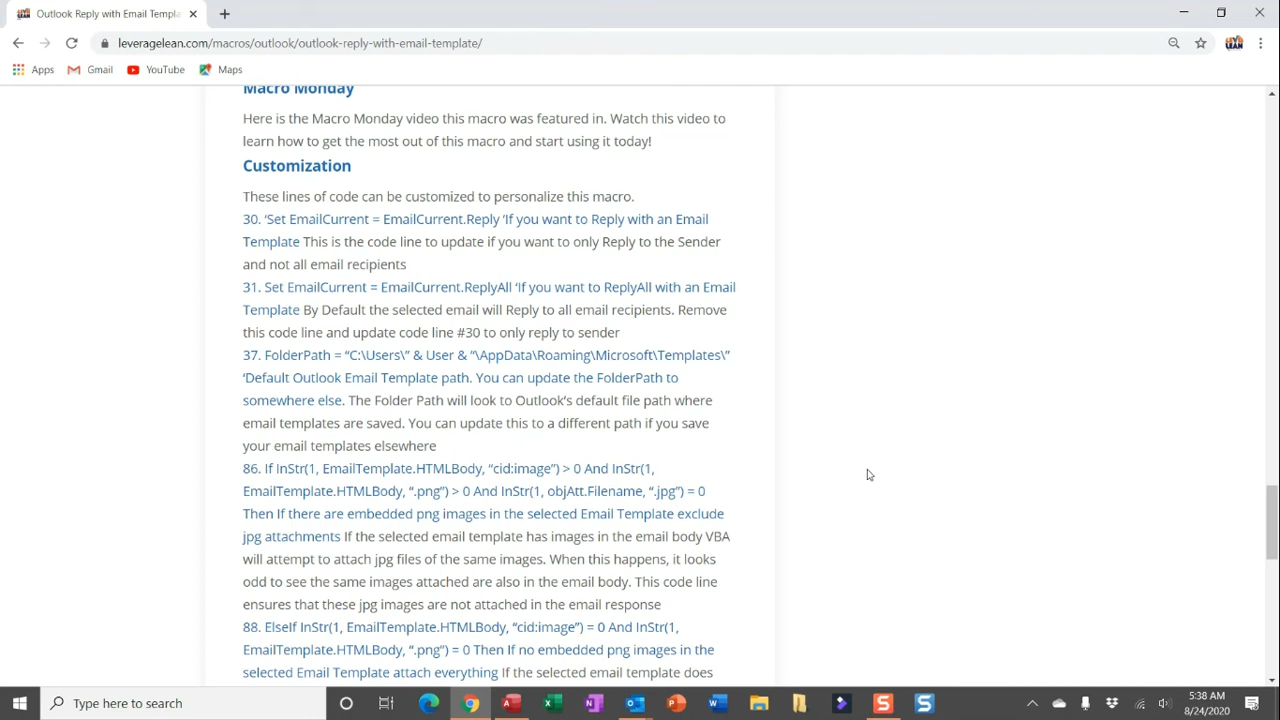 Outlook Reply with Email Templa
leveragelean.com/macros/outlook/outlook-reply-with-email-template/
Apps Gmail YouTube Maps
Macro Monday
Here is the Macro Monday video this macro was featured in. Watch this video to
learn how to get the most out of this macro and start using it today!
Customization
These lines of code can be customized to personalize this macro.
30. ‘Set EmailCurrent = EmailCurrent.Reply ‘If you want to Reply with an Email
Template This is the code line to update if you want to only Reply to the Sender
and not all email recipients
31. Set EmailCurrent = EmailCurrent.ReplyAll ‘If you want to ReplyAll with an Email
Template By Default the selected email will Reply to all email recipients. Remove
this code line and update code line #30 to only reply to sender
37. FolderPath = “C:\Users\” & User & “\AppData\Roaming\Microsoft\Templates\”
‘Default Outlook Email Template path. You can update the FolderPath to
somewhere else. The Folder Path will look to Outlook’s default file path where
email templates are saved. You can update this to a different path if you save
your email templates elsewhere
86. If InStr(1, EmailTemplate.HTMLBody, “cid:image”) > 0 And InStr(1,
EmailTemplate.HTMLBody, “.png”) > 0 And InStr(1, objAtt.Filename, “.jpg”) = 0
Then If there are embedded png images in the selected Email Template exclude
jpg attachments If the selected email template has images in the email body VBA
will attempt to attach jpg files of the same images. When this happens, it looks
odd to see the same images attached are also in the email body. This code line
ensures that these jpg images are not attached in the email response
88. ElseIf InStr(1, EmailTemplate.HTMLBody, “cid:image”) = 0 And InStr(1,
EmailTemplate.HTMLBody, “.png”) = 0 Then If no embedded png images in the
selected Email Template attach everything If the selected email template does
Type here to search
5:38 AM
8/24/2020